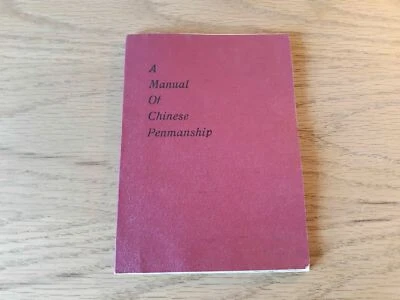 A
Manual
Of
Chinese
Penmanship